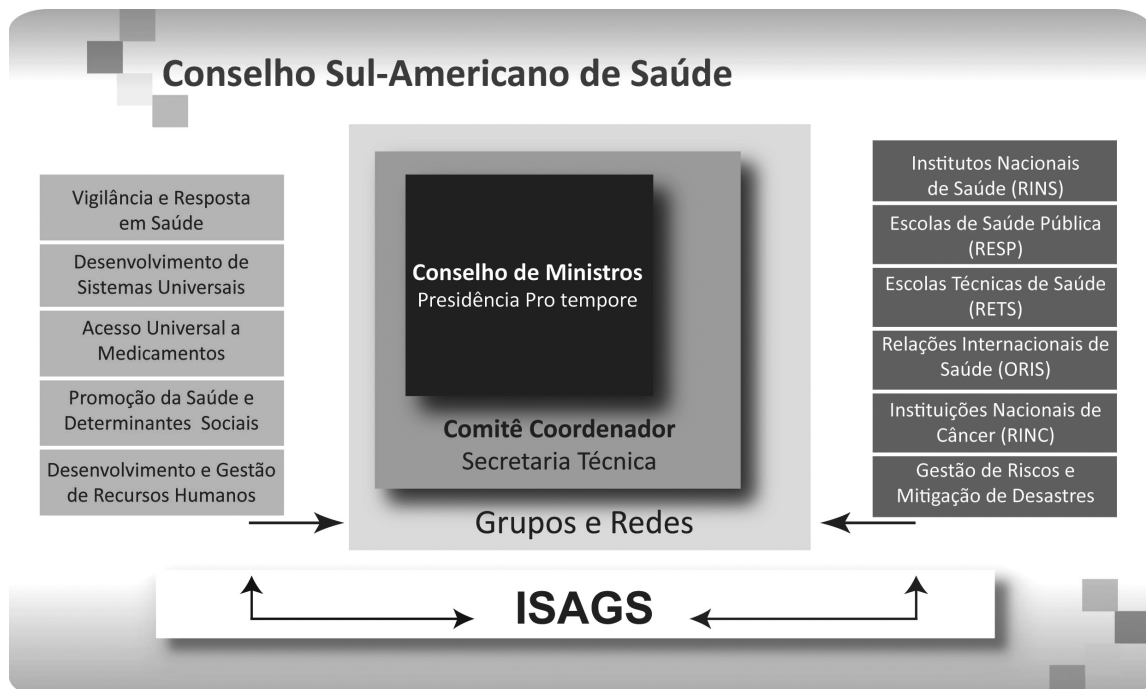 Conselho Sul-Americano de Saúde
Vigilância e Resposta
em Saúde
Desenvolvimento de
Sistemas Universais
Acesso Universal a
Medicamentos
Promoção da Saúde e
Determinantes Sociais
Desenvolvimento e Gestão
de Recursos Humanos
Conselho de Ministros
Presidência Pro tempore
Comitê Coordenador
Secretaria Técnica
Grupos e Redes
Institutos Nacionais
de Saúde (RINS)
Escolas de Saúde Pública
(RESP)
Escolas Técnicas de Saúde
(RETS)
Relações Internacionais de
Saúde (ORIS)
Instituições Nacionais de
Câncer (RINC)
Gestão de Riscos e
Mitigação de Desastres
ISAGS